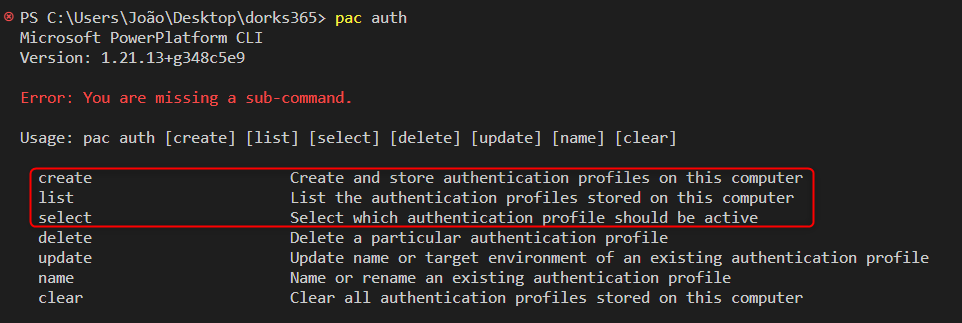 PS C:\Users\João\Desktop\dorks365> pac auth
Microsoft PowerPlatform CLI
Version: 1.21.13+g348c5e9
Error: You are missing a sub-command.
Usage: pac auth [create] [list] [select] [delete] [update] [name] [clear]
create Create and store authentication profiles on this computer
list List the authentication profiles stored on this computer
select Select which authentication profile should be active
delete Delete a particular authentication profile
update Update name or target environment of an existing authentication profile
name Name or rename an existing authentication profile
clear Clear all authentication profiles stored on this computer